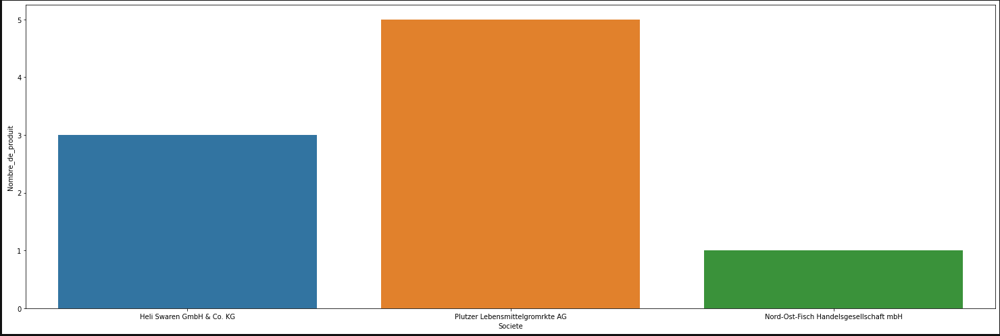 5
4
3
2
1
0
Nombre_de_produit
Heli Swaren GmbH & Co. KG
Plutzer Lebensmittelgromrkte AG
Nord-Ost-Fisch Handelsgesellschaft mbH
Societe